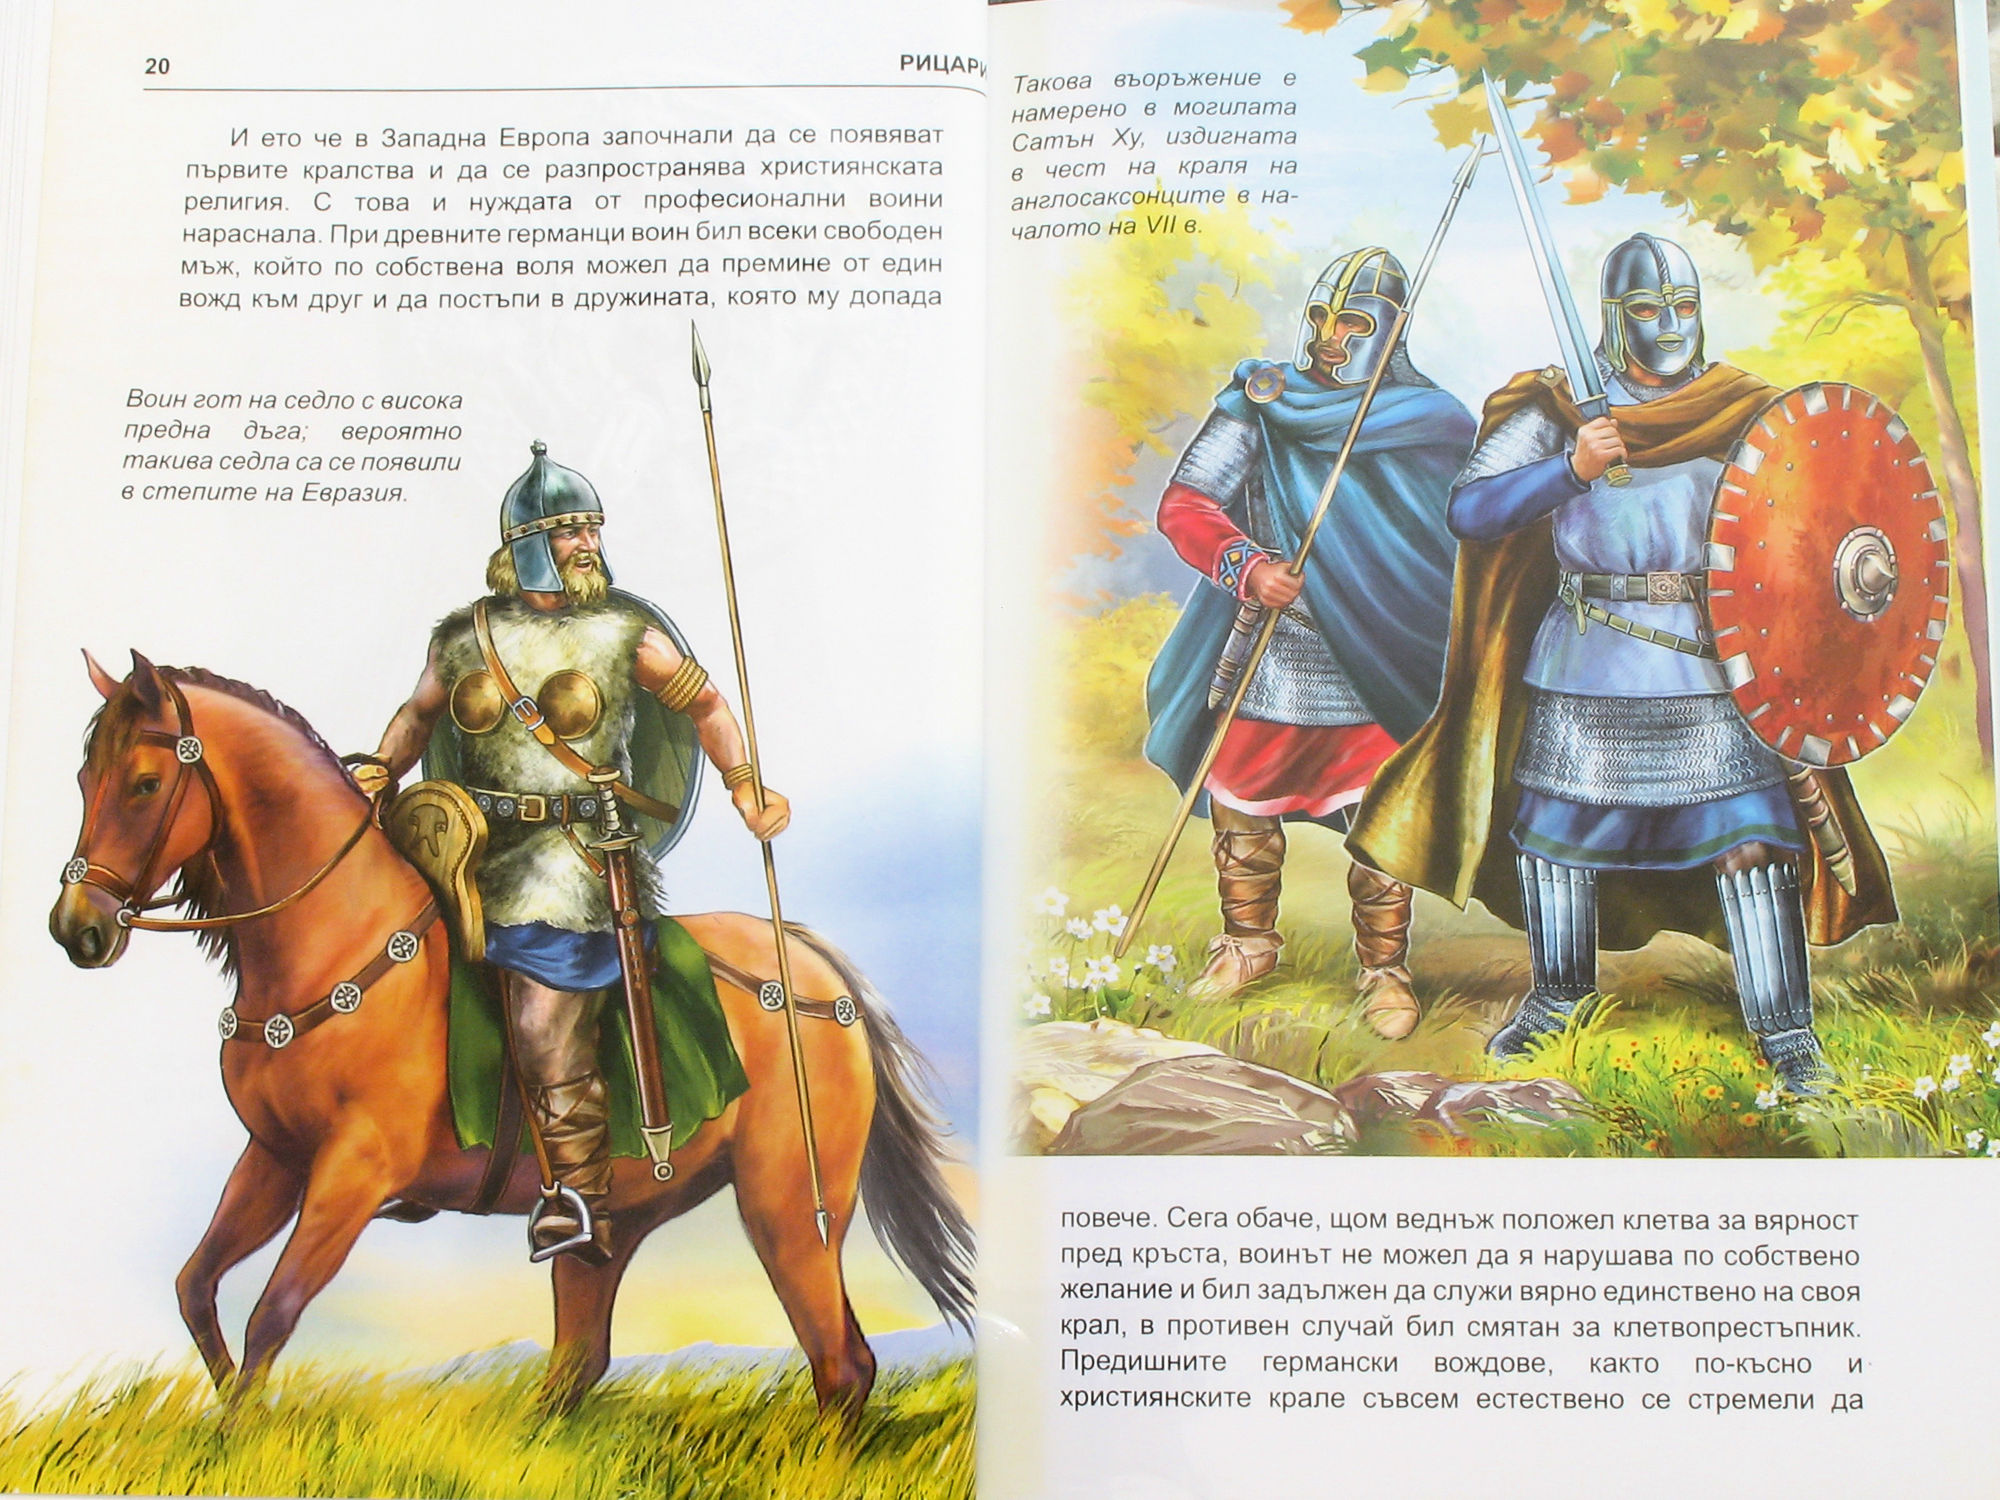 20
РИЦАРИ
И ето че в Западна Европа започнали да се появяват
първите кралства и да се разпространява християнската
религия. С това и нуждата от професионални воини
нараснала. При древните германци воин бил всеки свободен
мъж, който по собствена воля можел да премине от един
вожд към друг и да постъпи в дружината, която му допада
Воин гот на седло с висока
предна дъга; вероятно
такива седла са се появили
в степите на Евразия.
Такова въоръжение е
намерено в могилата
Сатън Ху, издигната
в чест на краля на
англосаксонците в на-
чалото на VII в.
повече. Сега обаче, щом веднъж положел клетва за вярност
пред кръста, воинът не можел да я нарушава по собствено
желание и бил задължен да служи вярно единствено на своя
крал, в противен случай бил смятан за клетвопрестъпник.
Предишните германски вождове, както по-късно и
християнските крале съвсем естествено се стремели да